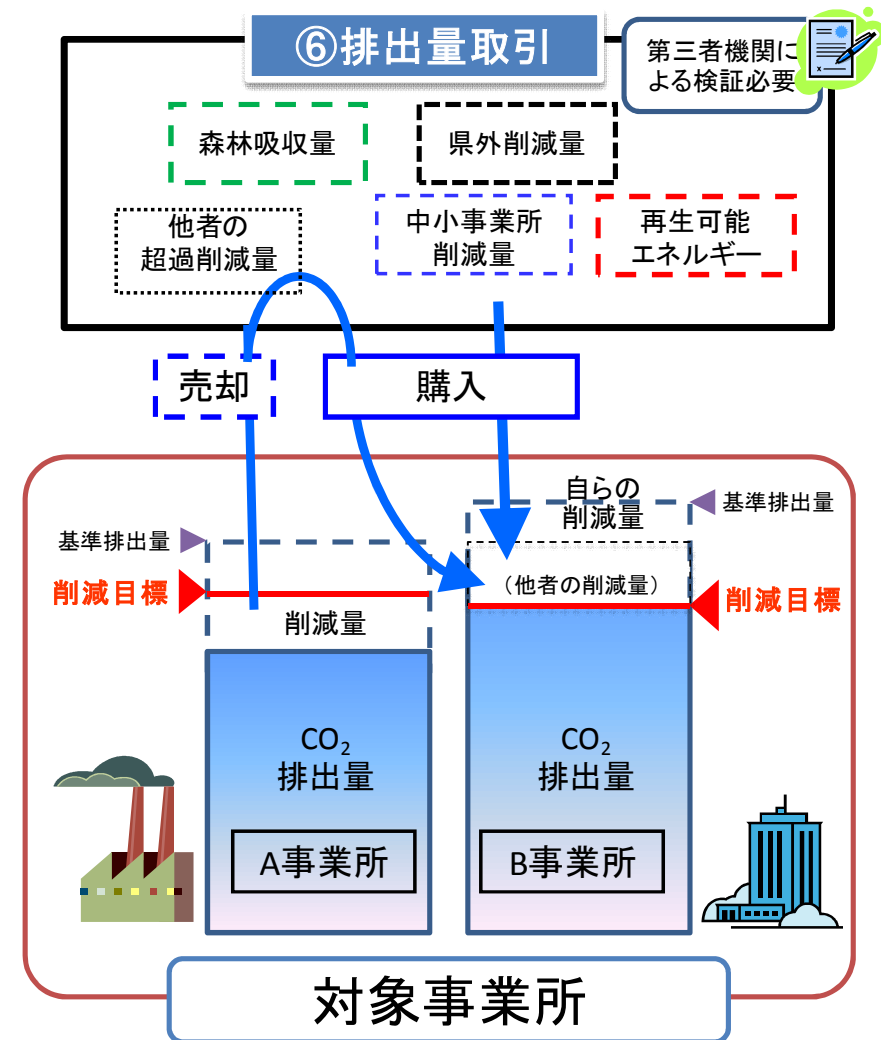 ⑥排出量取引
第三者機関に
よる検証必要
森林吸収量
県外削減量
他者の
超過削減量
中小事業所
削減量
再生可能
エネルギー
売却
購入
基準排出量
削減目標
削減量
CO₂
排出量
A事業所
自らの
削減量
基準排出量
（他者の削減量）
削減目標
CO₂
排出量
B事業所
対象事業所